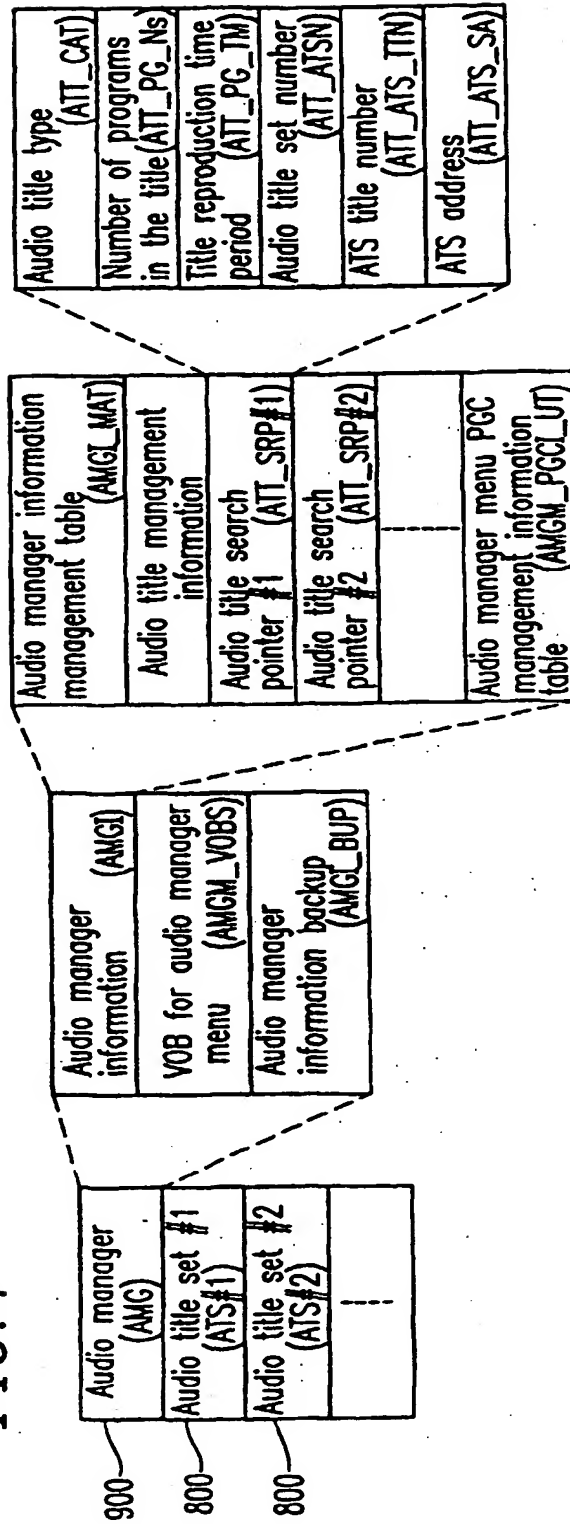 FIG. 7
900
Audio manager
(AMG)
800
Audio title set #1
(ATS#1)
800
Audio title set #2
(ATS#2)
Audio manager
information (AMGI)
VOB for audio manager
menu (AMGM_VOBS)
Audio manager
information backup
(AMGI_BUP)
Audio manager information
management table
(AMGI_MAT)
Audio title management
information
Audio title search
pointer #1 (ATT_SRP#1)
Audio title search
pointer #2 (ATT_SRP#2)
Audio manager menu PGC
management information
table (AMGM_PGCI_UT)
Audio title type
(ATT_CAT)
Number of programs
in the title(ATT_PG_Ns)
Title reproduction time
period (ATT_PG_TM)
Audio title set number
(ATT_ATSN)
ATS title number
(ATT_ATS_TTN)
ATS address
(ATT_ATS_SA)